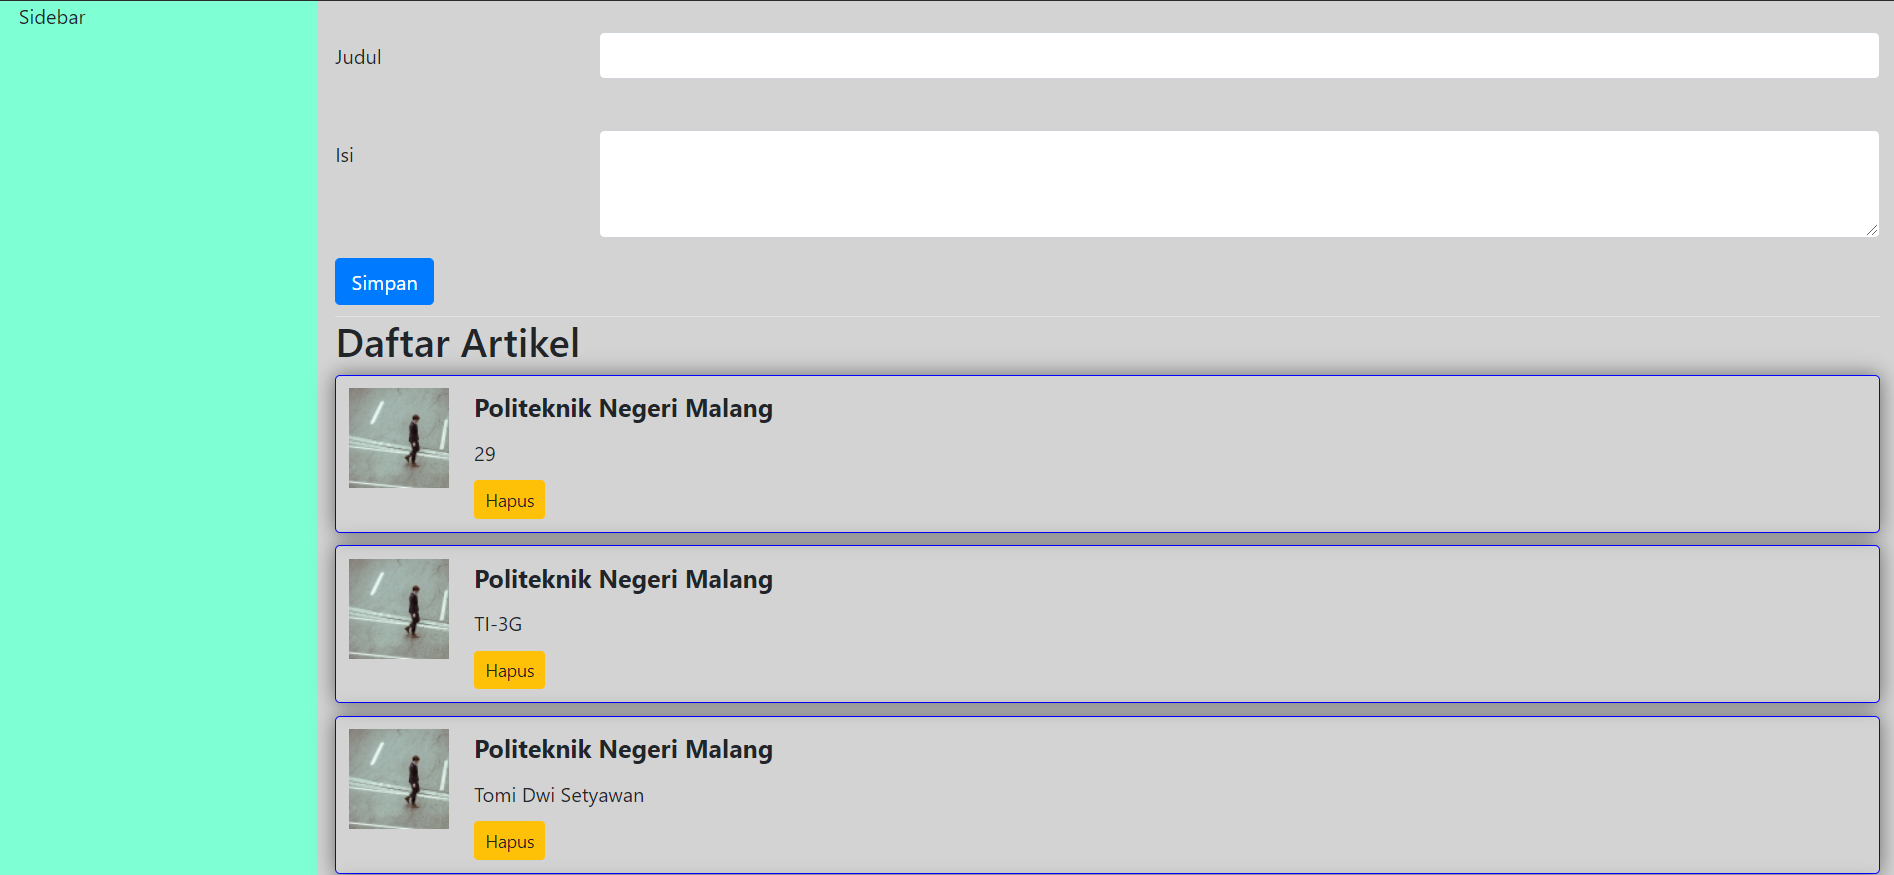 Sidebar
Judul
Isi
Simpan
Daftar Artikel
Politeknik Negeri Malang
29
Hapus
Politeknik Negeri Malang
TI-3G
Hapus
Politeknik Negeri Malang
Tomi Dwi Setyawan
Hapus